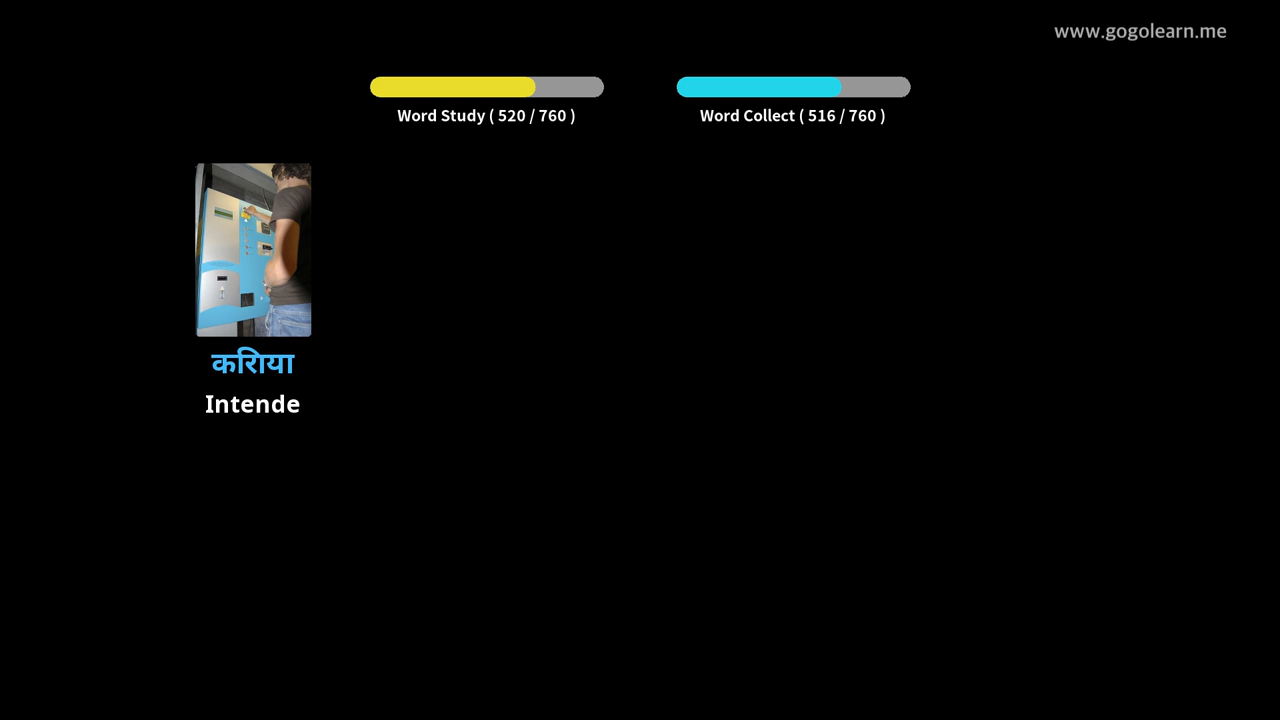 www.gogolearn.me
Word Study ( 520 / 760 )
Word Collect ( 516 / 760 )
करिाया
Intende